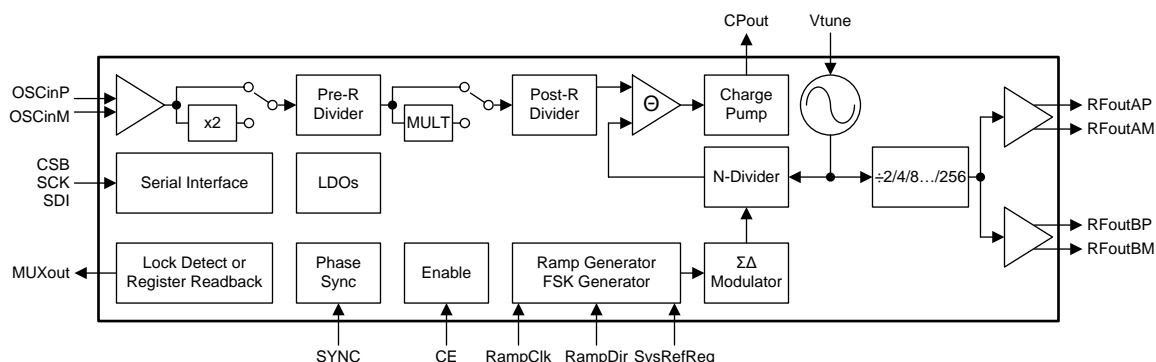 CPout
Vtune
OSCinP
OSCinM
x2
Pre-R
Divider
MULT
Post-R
Divider
Θ
Charge
Pump
RFoutAP
RFoutAM
CSB
SCK
SDI
Serial Interface
LDOs
N-Divider
÷2/4/8…/256
RFoutBP
RFoutBM
MUXout
Lock Detect or
Register Readback
Phase
Sync
Enable
Ramp Generator
FSK Generator
ΣΔ
Modulator
SYNC
CE
RampClk
RampDir
SysRefReq